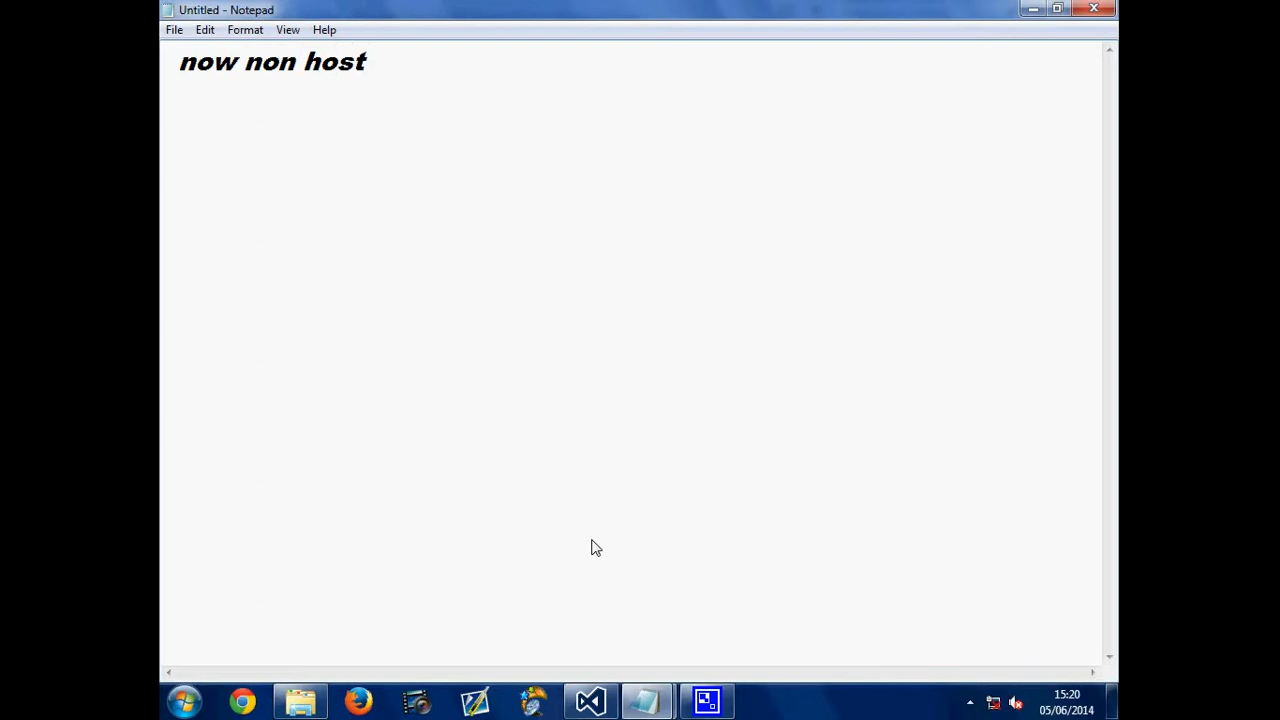 Untitled - Notepad
File Edit Format View Help
now non host
15:20
05/06/2014